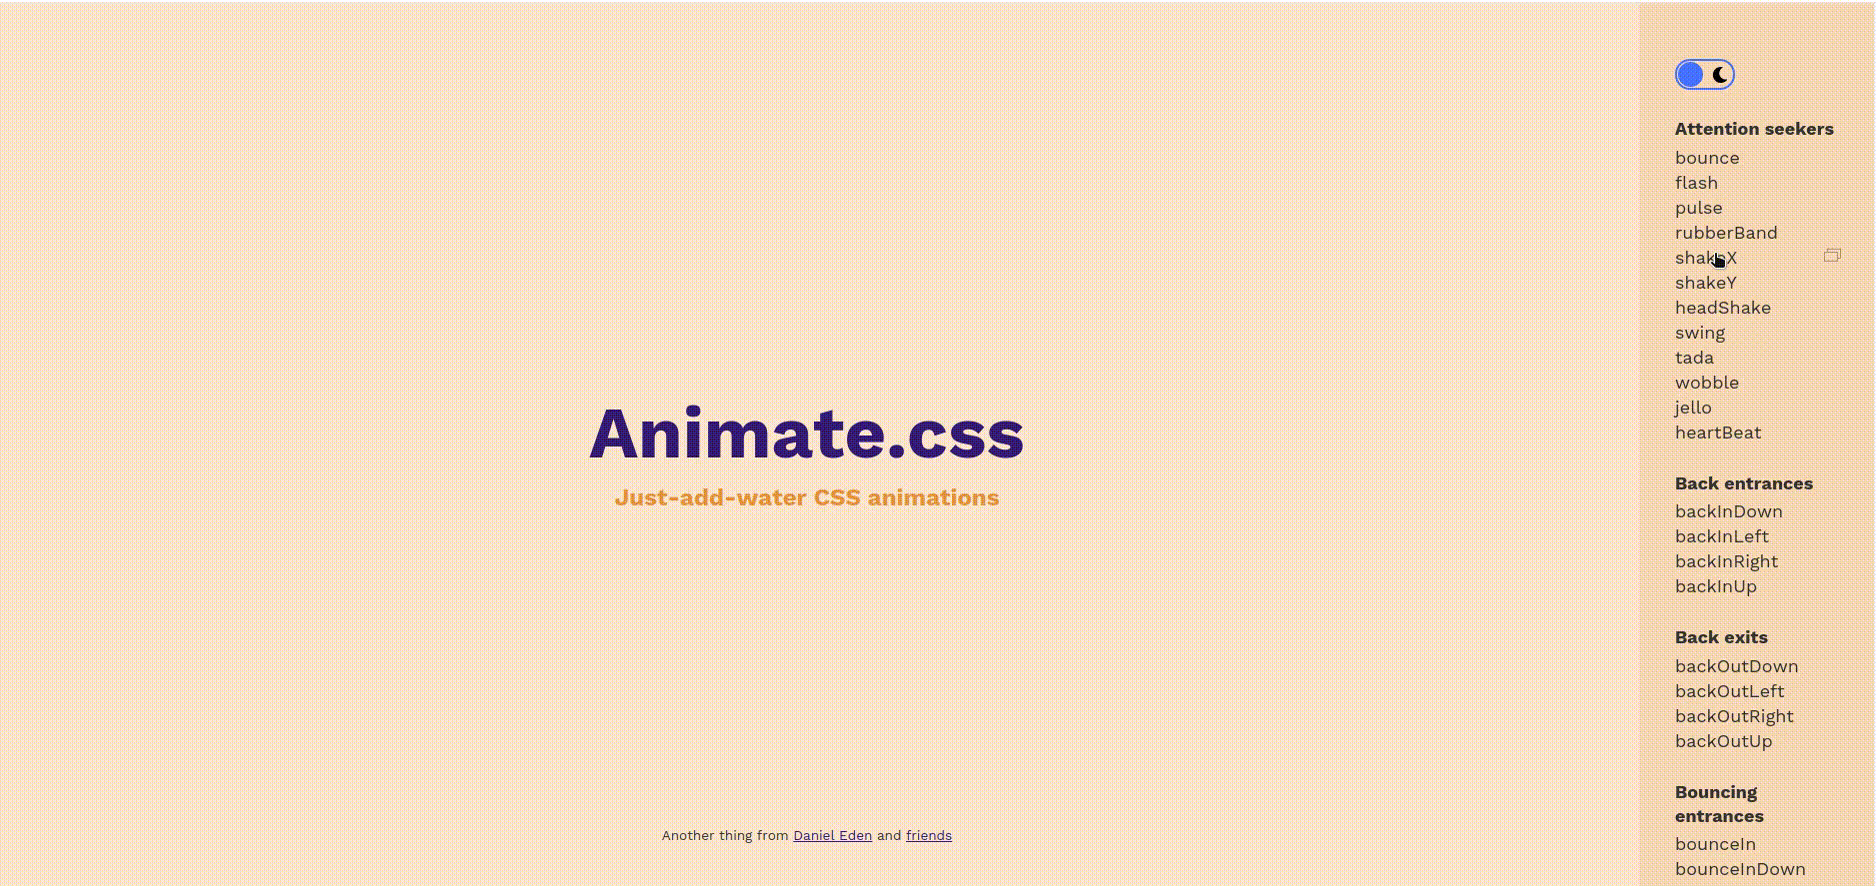 Animate.css
Just-add-water CSS animations
Another thing from Daniel Eden and friends
Attention seekers
bounce
flash
pulse
rubberBand
shakeX
shakeY
headShake
swing
tada
wobble
jello
heartBeat
Back entrances
backInDown
backInLeft
backInRight
backInUp
Back exits
backOutDown
backOutLeft
backOutRight
backOutUp
Bouncing
entrances
bounceIn
bounceInDown